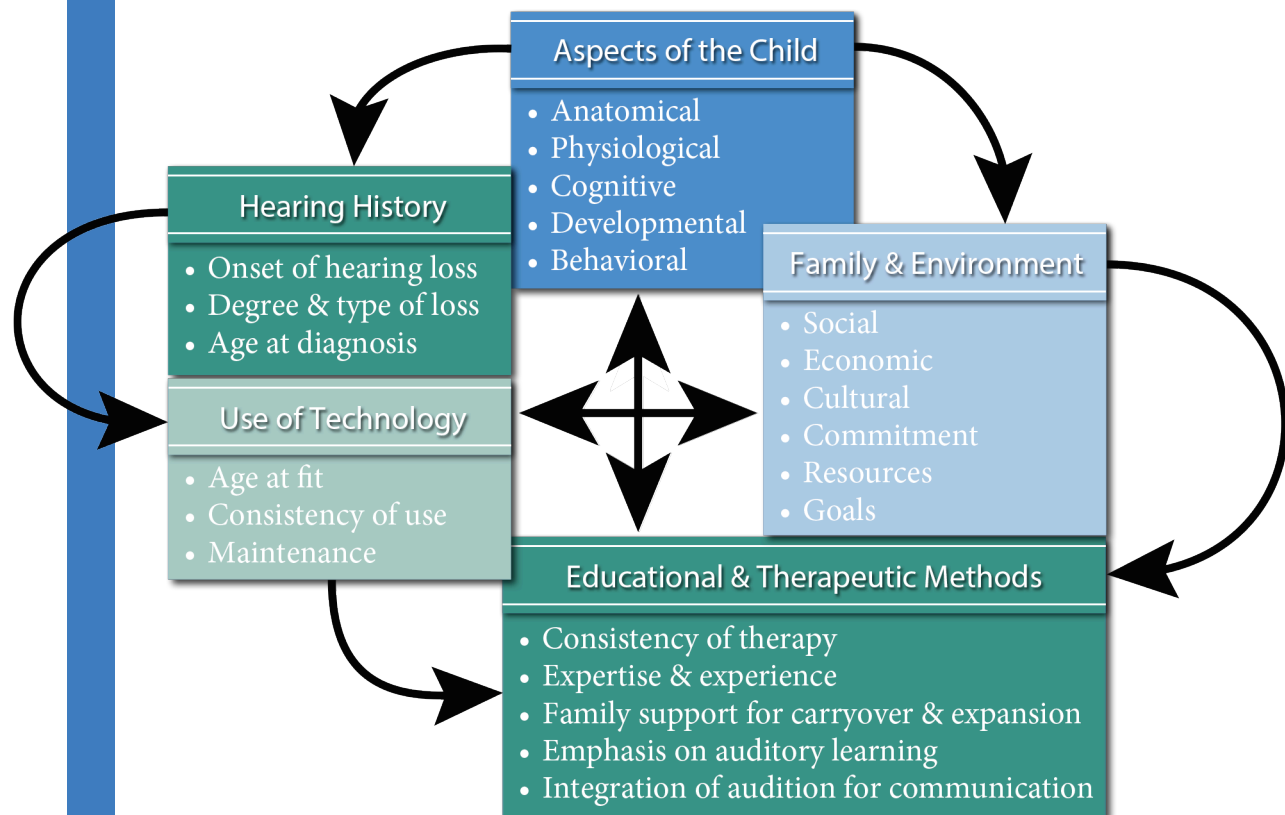 Aspects of the Child
• Anatomical
• Physiological
• Cognitive
• Developmental
• Behavioral
Hearing History
• Onset of hearing loss
• Degree & type of loss
• Age at diagnosis
Family & Environment
• Social
• Economic
• Cultural
• Commitment
• Resources
• Goals
Use of Technology
• Age at fit
• Consistency of use
• Maintenance
Educational & Therapeutic Methods
• Consistency of therapy
• Expertise & experience
• Family support for carryover & expansion
• Emphasis on auditory learning
• Integration of audition for communication